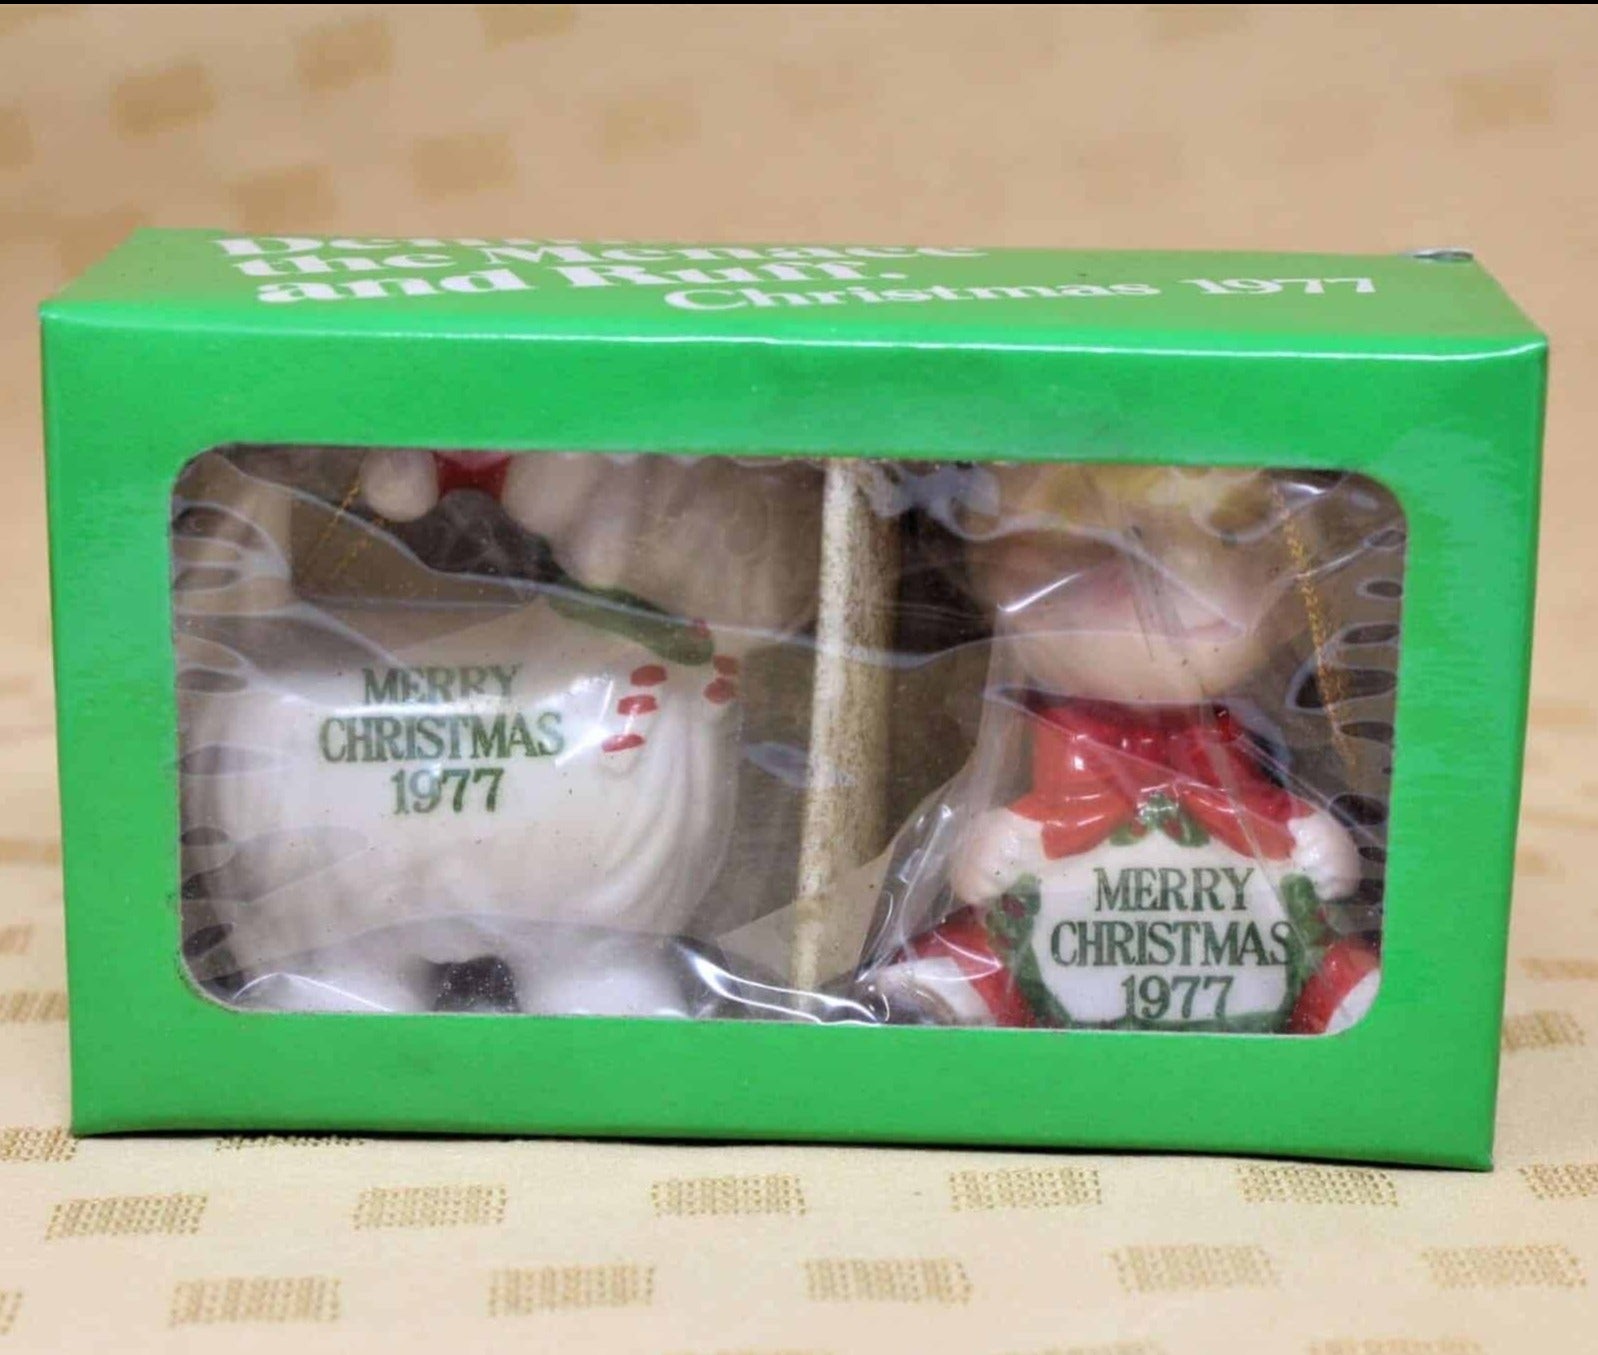 the Menace
and Ruff.
Christmas 1977
MERRY
CHRISTMAS
1977
MERRY
CHRISTMAS
1977